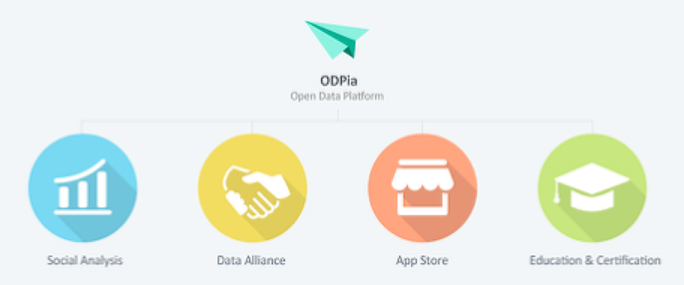 ODPia
Open Data Platform
Social Analysis
Data Alliance
App Store
Education & Certification